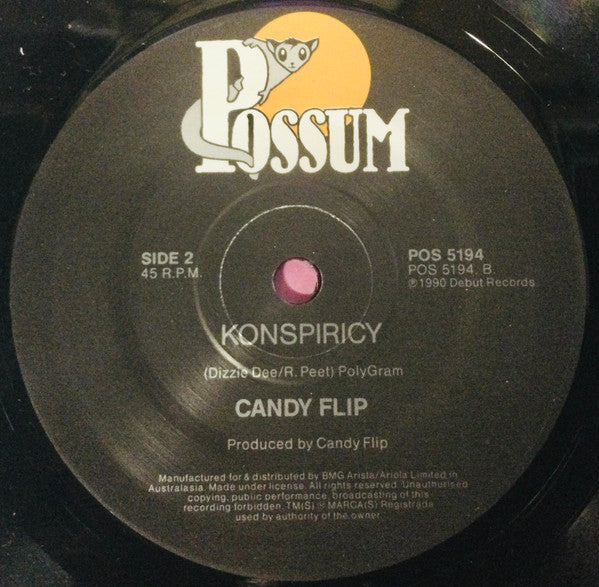 POSSUM
SIDE 2
45 R.P.M.
POS 5194
POS 5194. B.
℗1990 Debut Records
KONSPIRICY
(Dizzie Dee/R. Peet) PolyGram
CANDY FLIP
Produced by Candy Flip
Manufactured for & distributed by BMG Arista/Ariola Limited in
Australasia. Made under license. All rights reserved. Unauthorised
copying, public performance, broadcasting of this
recording forbidden. TM(S) ® MARCA(S) Registrada
used by authority of the owner